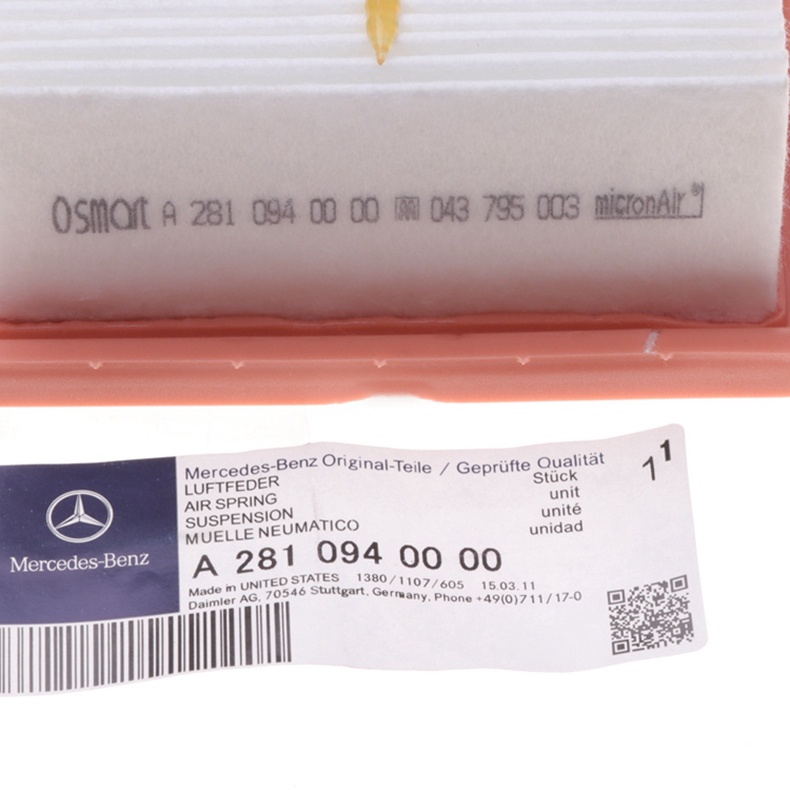 Osmart A 281 094 00 00 043 795 003 micronAir®
Mercedes-Benz Original-Teile / Geprüfte Qualität
LUFTFEDER Stück
AIR SPRING unit
SUSPENSION unité
MUELLE NEUMATICO unidad
1 1
A 281 094 00 00
Made in UNITED STATES 1380/1107/605 15.03.11
Daimler AG, 70546 Stuttgart, Germany, Phone +49(0)711/17-0
Mercedes-Benz